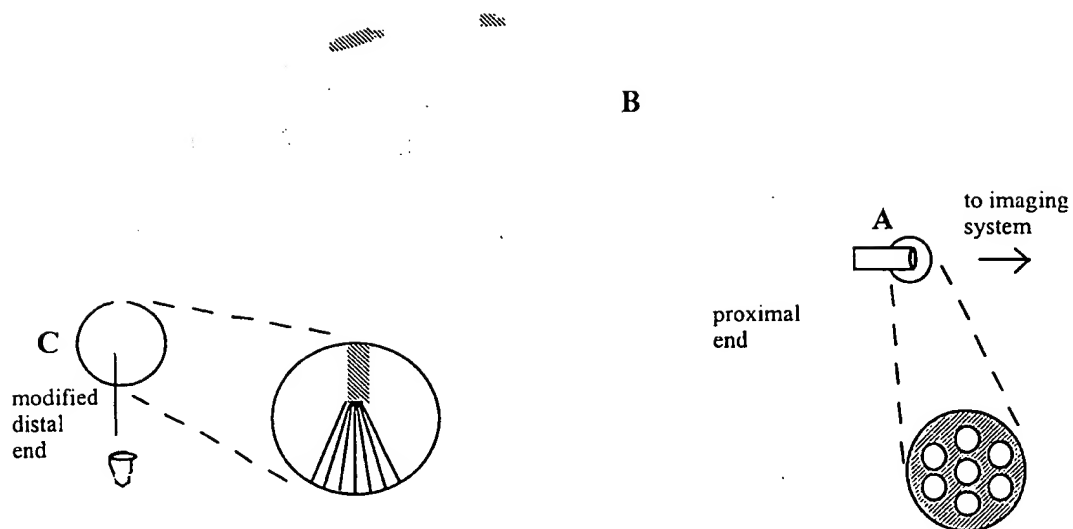 B
A
to imaging
system
proximal
end
C
modified
distal
end